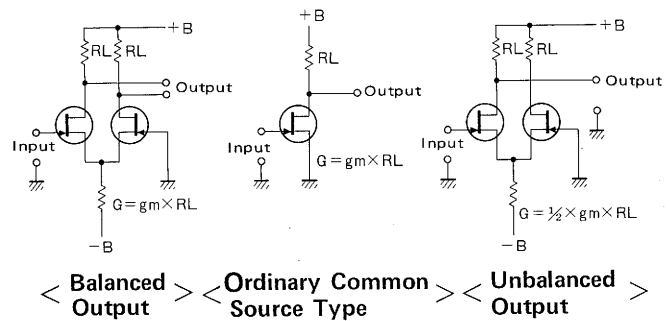 +B
RL
RL
Output
Input
G=gm×RL
−B
< Balanced Output >
+B
RL
Output
Input
G=gm×RL
< Ordinary Common Source Type >
+B
RL
RL
Output
Input
G=½×gm×RL
−B
< Unbalanced Output >